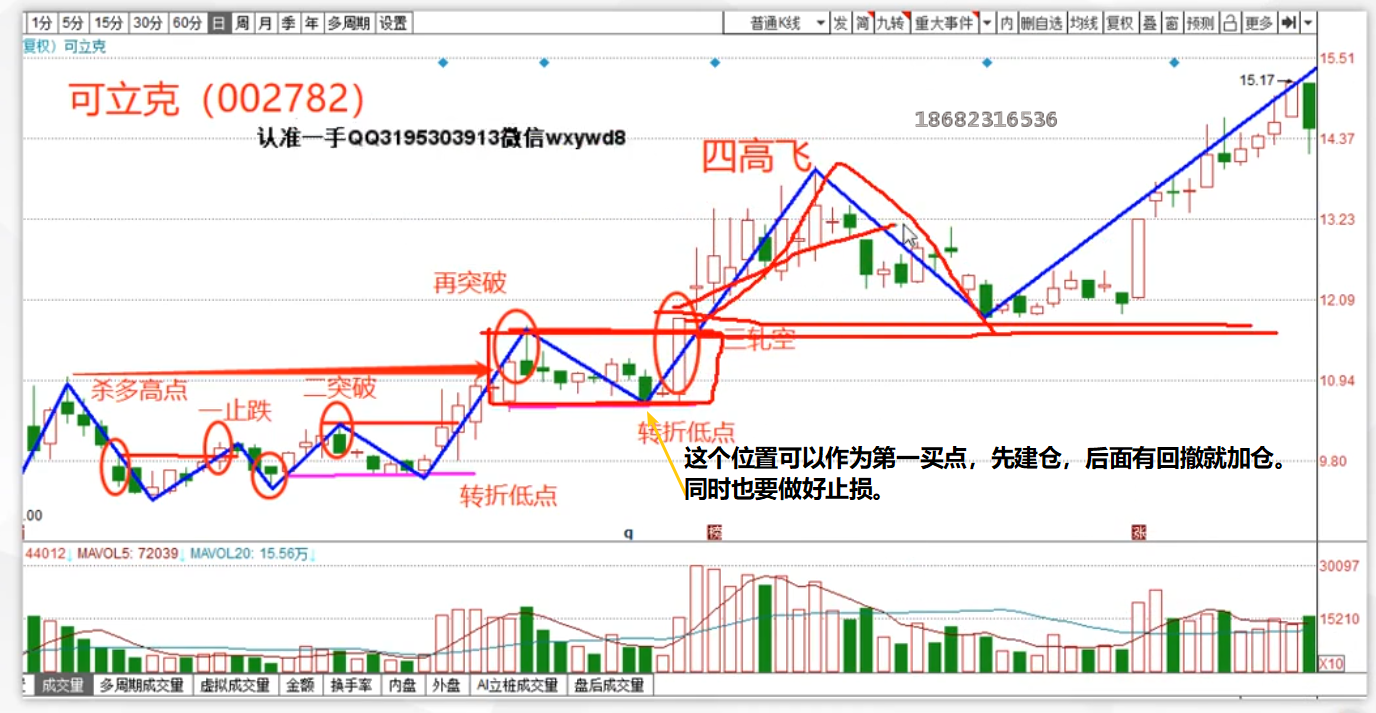 1分 5分 15分 30分 60分 日 周 月 季 年 多周期 设置
普通K线 发 简 九转 重大事件 内 删自选 均线 复权 叠 窗 预测 更多
复权）可立克
15.51
可立克（002782）
15.17
认准一手QQ3195303913微信wxywd8
18682316536
14.37
四高飞
13.23
再突破
12.09
三轧空
杀多高点
二突破
10.94
一止跌
转折低点
这个位置可以作为第一买点，先建仓，后面有回撤就加仓。
同时也要做好止损。
9.80
转折低点
.00
q 榜 涨
44012↓ MAVOL5: 72039↓ MAVOL20: 15.56万↓
30097
15210
X10
成交量 多周期成交量 虚拟成交量 金额 换手率 内盘 外盘 AI立桩成交量 盘后成交量